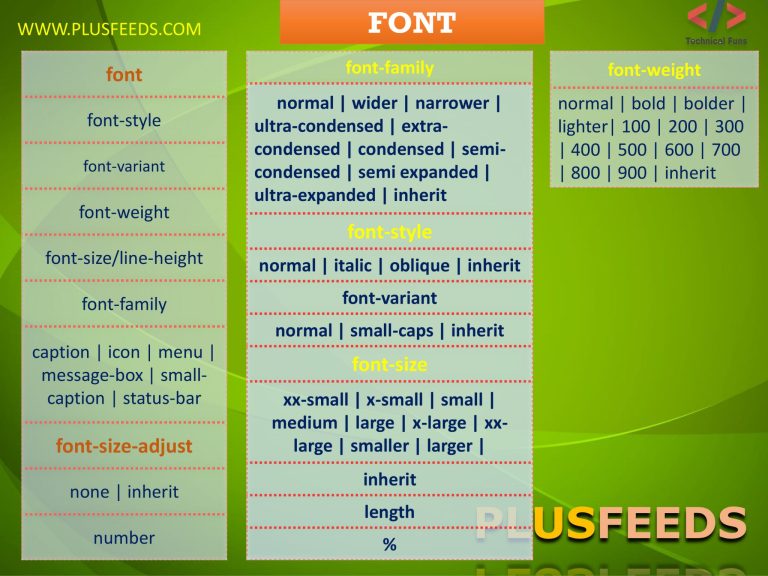 WWW.PLUSFEEDS.COM
FONT
</>
Technical Funs
font
font-style
font-variant
font-weight
font-size/line-height
font-family
caption | icon | menu |
message-box | small-
caption | status-bar
font-size-adjust
none | inherit
number
font-family
normal | wider | narrower |
ultra-condensed | extra-
condensed | condensed | semi-
condensed | semi expanded |
ultra-expanded | inherit
font-style
normal | italic | oblique | inherit
font-variant
normal | small-caps | inherit
font-size
xx-small | x-small | small |
medium | large | x-large | xx-
large | smaller | larger |
inherit
length
%
font-weight
normal | bold | bolder |
lighter| 100 | 200 | 300
| 400 | 500 | 600 | 700
| 800 | 900 | inherit
PLUSFEEDS